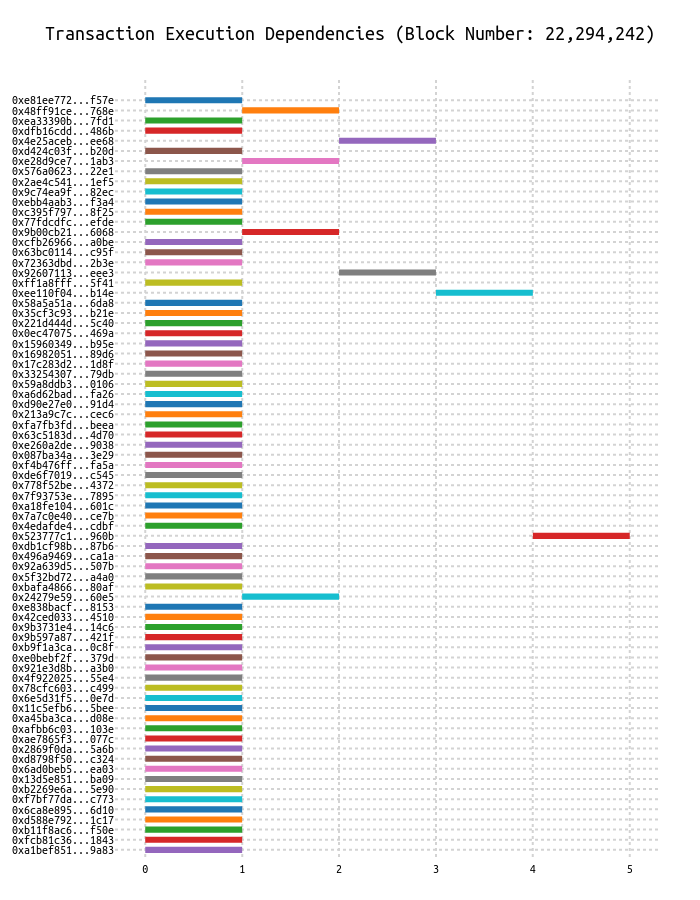 Transaction Execution Dependencies (Block Number: 22,294,242)
0xe81ee772...f57e
0x48ff91ce...768e
0xea33390b...7fd1
0xdfb16cdd...486b
0x4e25aceb...ee68
0xd424c03f...b20d
0xe28d9ce7...1ab3
0x576a0623...22e1
0x2ae4c541...1ef5
0x9c74ea9f...82ec
0xebb4aab3...f3a4
0xc395f797...8f25
0x77fdcdfc...efde
0x9b00cb21...6068
0xcfb26966...a0be
0x63bc0114...c95f
0x72363dbd...2b3e
0x92607113...eee3
0xff1a8fff...5f41
0xee110f04...b14e
0x58a5a51a...6da8
0x35cf3c93...b21e
0x221d444d...5c40
0x0ec47075...469a
0x15960349...b95e
0x16982051...89d6
0x17c283d2...1d8f
0x33254307...79db
0x59a8ddb3...0106
0xa6d62bad...fa26
0xd90e27e0...91d4
0x213a9c7c...cec6
0xfa7fb3fd...beea
0x63c5183d...4d70
0xe260a2de...9038
0x087ba34a...3e29
0xf4b476ff...fa5a
0xde6f7019...c545
0x778f52be...4372
0x7f93753e...7895
0xa18fe104...601c
0x7a7c0e40...ce7b
0x4edafde4...cdbf
0x523777c1...960b
0xdb1cf98b...87b6
0x496a9469...ca1a
0x92a639d5...507b
0x5f32bd72...a4a0
0xbafa4866...80af
0x24279e59...60e5
0xe838bacf...8153
0x42ced033...4510
0x9b3731e4...14c6
0x9b597a87...421f
0xb9f1a3ca...0c8f
0xe0bebf2f...379d
0x921e3d8b...a3b0
0x4f922025...55e4
0x78cfc603...c499
0x6e5d31f5...0e7d
0x11c5efb6...5bee
0xa45ba3ca...d08e
0xafbb6c03...103e
0xae7865f3...077c
0x2869f0da...5a6b
0xd8798f50...c324
0x6ad0beb5...ea03
0x13d5e851...ba09
0xb2269e6a...5e90
0xf7bf77da...c773
0x6ca8e895...6d10
0xd588e792...1c17
0xb11f8ac6...f50e
0xfcb81c36...1843
0xa1bef851...9a83
0 1 2 3 4 5